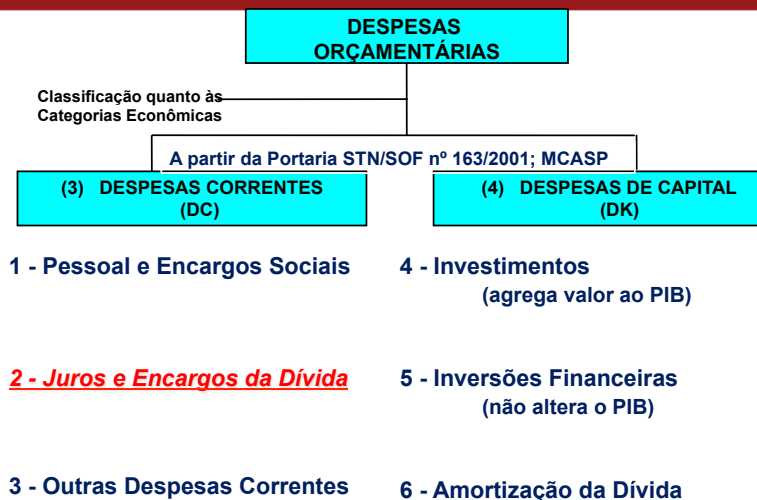 DESPESAS
ORÇAMENTÁRIAS
Classificação quanto às
Categorias Econômicas
A partir da Portaria STN/SOF nº 163/2001; MCASP
(3) DESPESAS CORRENTES
(DC)
(4) DESPESAS DE CAPITAL
(DK)
1 - Pessoal e Encargos Sociais
4 - Investimentos
(agrega valor ao PIB)
2 - Juros e Encargos da Dívida
5 - Inversões Financeiras
(não altera o PIB)
3 - Outras Despesas Correntes
6 - Amortização da Dívida